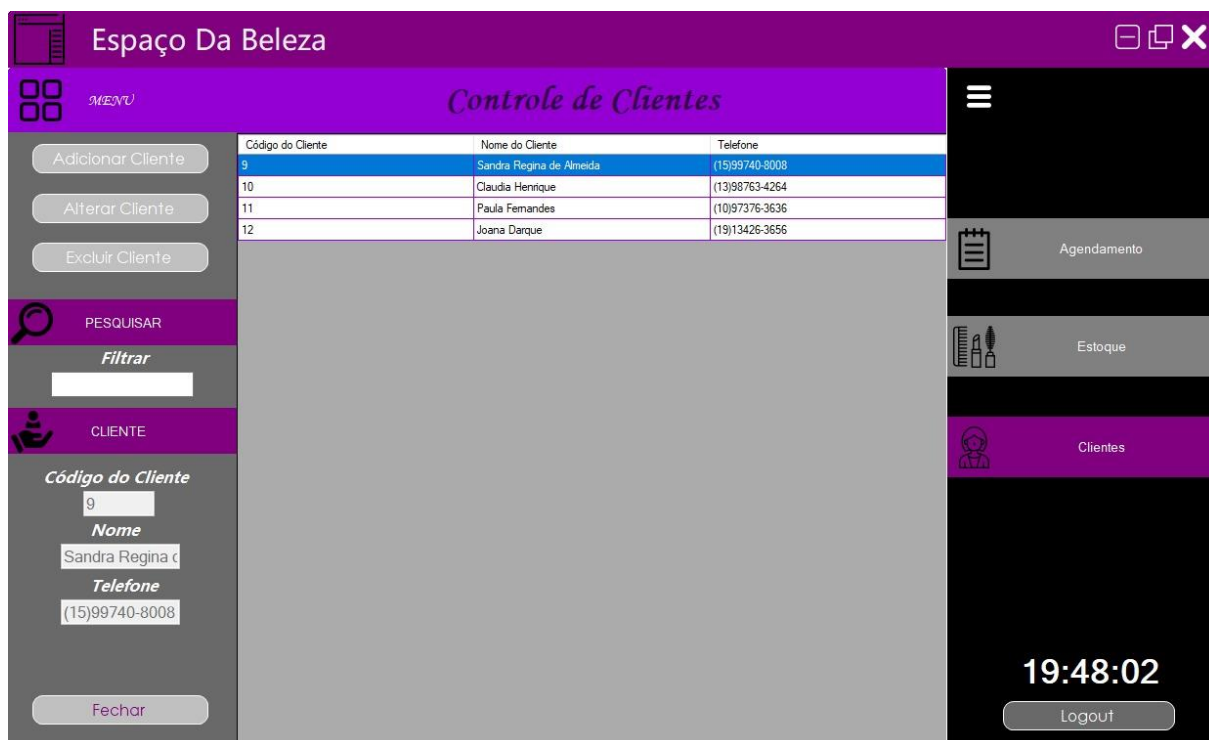 Espaço Da Beleza
MENU
Controle de Clientes
Adicionar Cliente
Alterar Cliente
Excluir Cliente
PESQUISAR
Filtrar
CLIENTE
Código do Cliente
9
Nome
Sandra Regina c
Telefone
(15)99740-8008
Fechar
Código do Cliente Nome do Cliente Telefone
9 Sandra Regina de Almeida (15)99740-8008
10 Claudia Henrique (13)98763-4264
11 Paula Fernandes (10)97376-3636
12 Joana Darque (19)13426-3656
Agendamento
Estoque
Clientes
19:48:02
Logout